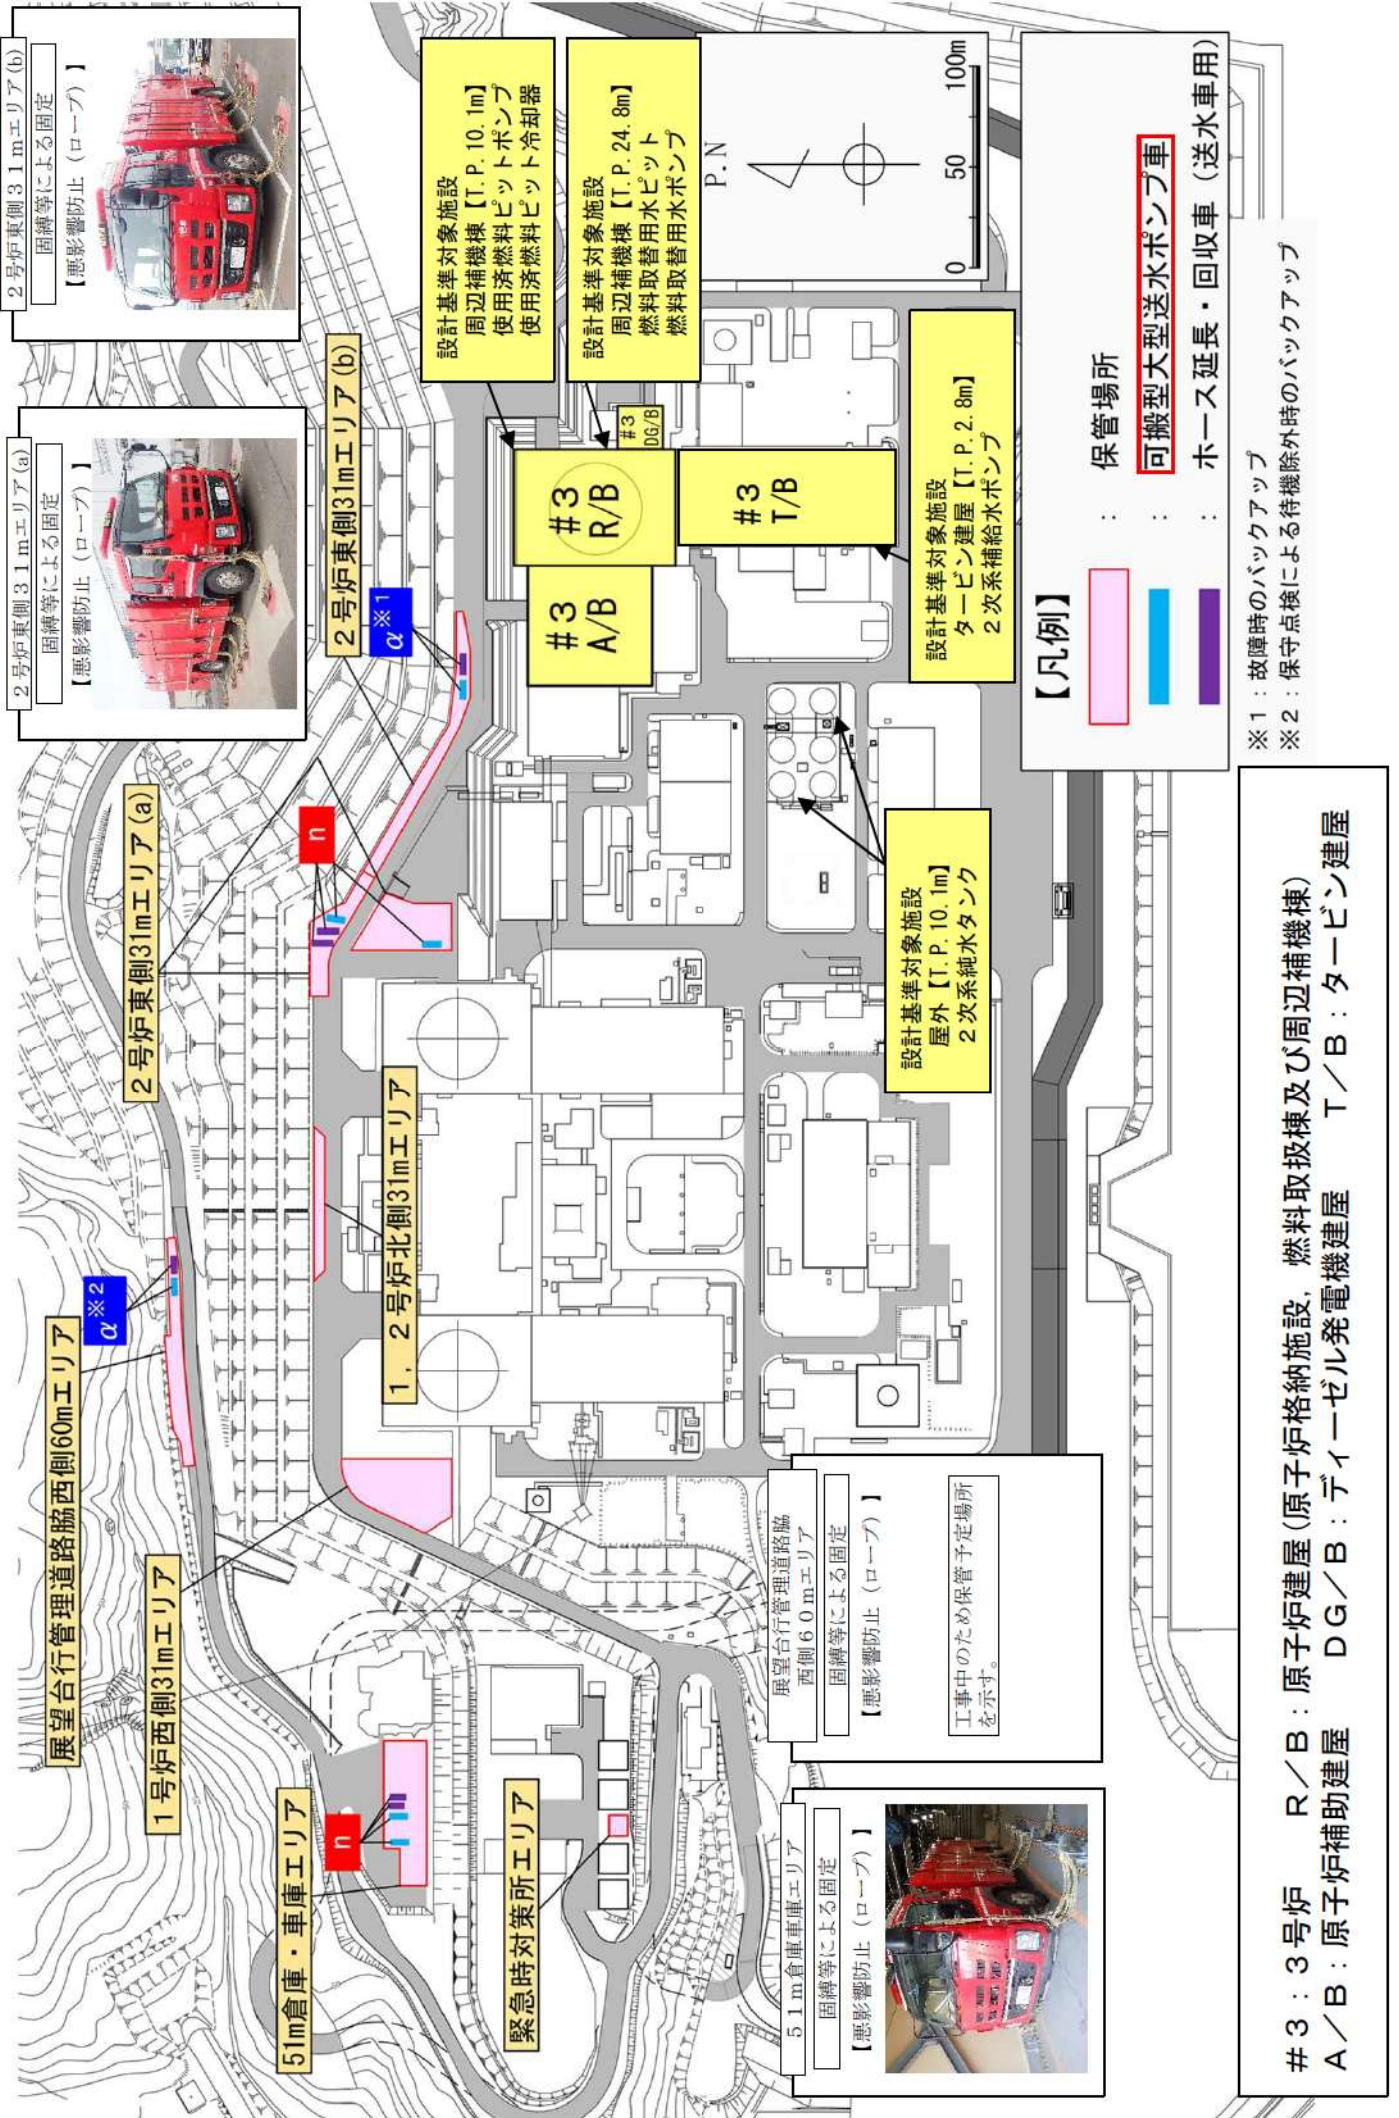 51m倉庫・車庫エリア
n
1号炉西側31mエリア
展望台行管理道路脇西側60mエリア
α※2
2号炉東側31mエリア(a)
n
2号炉東側31mエリア(b)
α※1
1，2号炉北側31mエリア
緊急時対策所エリア
2号炉東側31mエリア(a)
固縛等による固定
【悪影響防止（ロープ）】
2号炉東側31mエリア(b)
固縛等による固定
【悪影響防止（ロープ）】
設計基準対象施設
周辺補機棟【T.P.10.1m】
使用済燃料ピットポンプ
使用済燃料ピット冷却器
設計基準対象施設
周辺補機棟【T.P.24.8m】
燃料取替用水ピット
燃料取替用水ポンプ
#3
A/B
#3
R/B
#3
DG/B
#3
T/B
P.N
0 50 100m
設計基準対象施設
タービン建屋【T.P.2.8m】
2次系補給水ポンプ
設計基準対象施設
屋外【T.P.10.1m】
2次系純水タンク
51m倉庫車庫エリア
固縛等による固定
【悪影響防止（ロープ）】
展望台行管理道路脇
西側60mエリア
固縛等による固定
【悪影響防止（ロープ）】
工事中のため保管予定場所
を示す。
【凡例】
：保管場所
：可搬型大型送水ポンプ車
：ホース延長・回収車（送水車用）
※1：故障時のバックアップ
※2：保守点検による待機除外時のバックアップ
#3：3号炉　R／B：原子炉建屋(原子炉格納施設，燃料取扱棟及び周辺補機棟)
A／B：原子炉補助建屋　DG／B：ディーゼル発電機建屋　T／B：タービン建屋